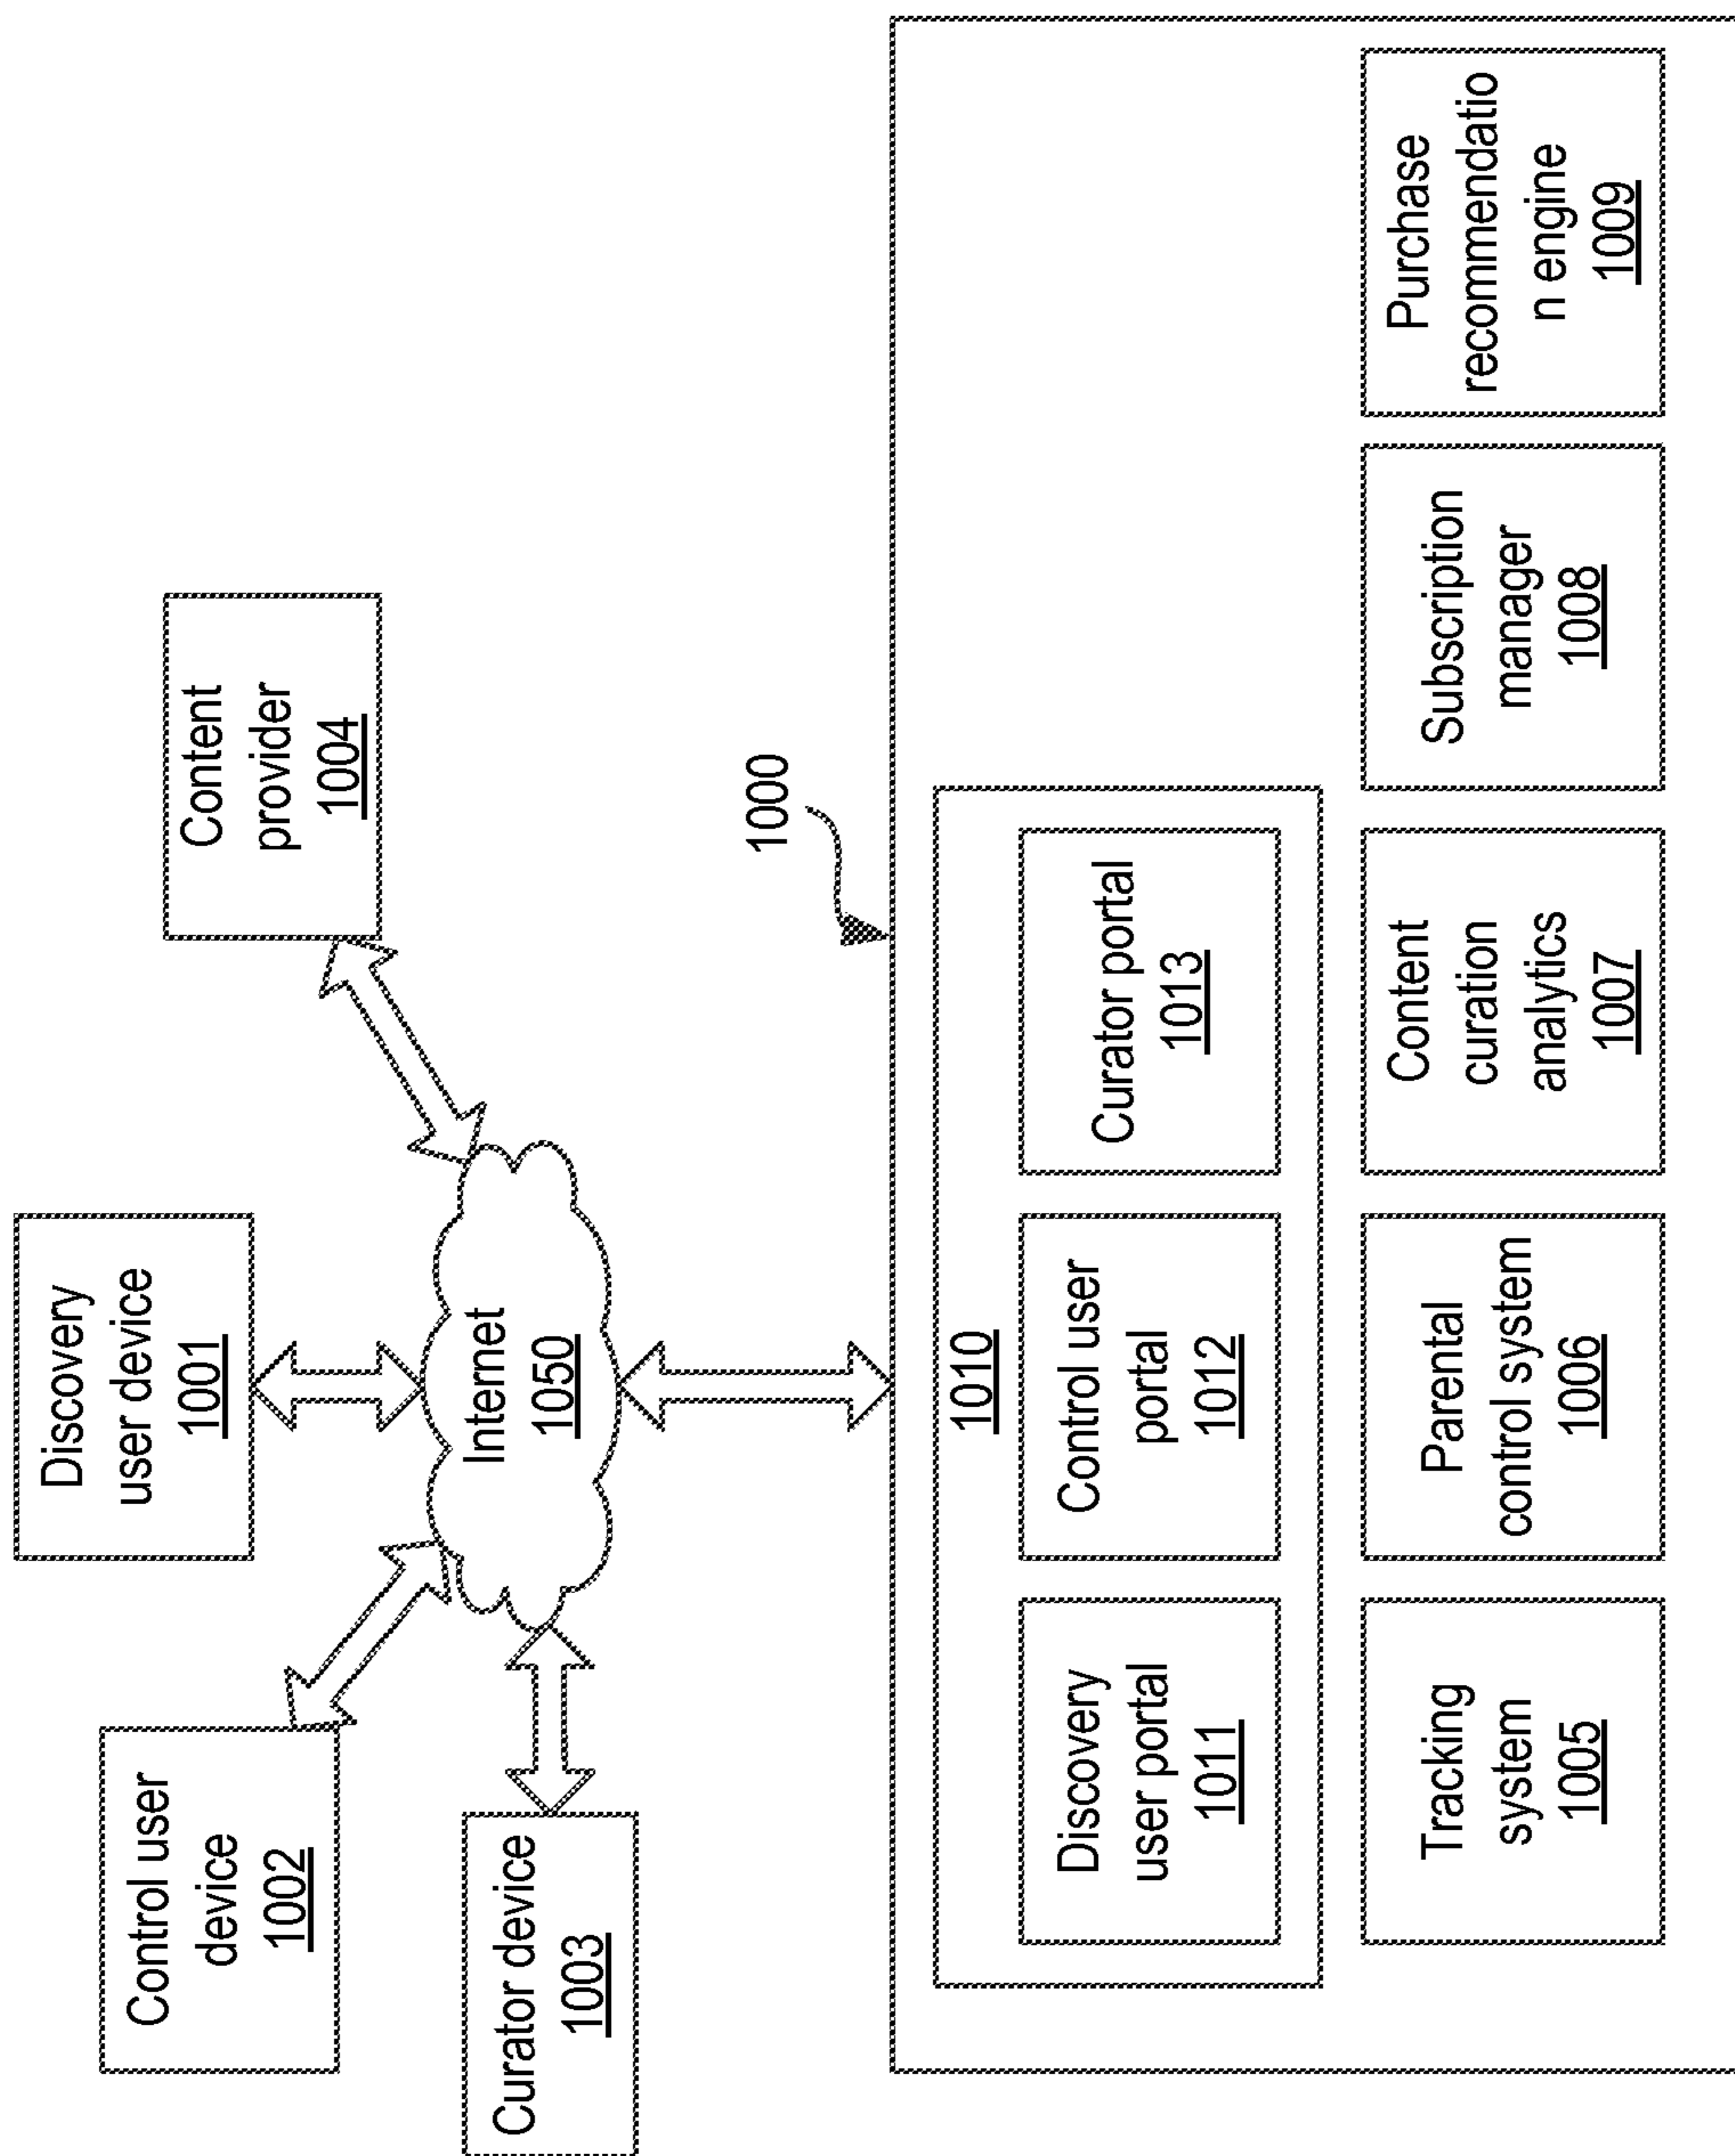 Discovery
user device
1001
Control user
device
1002
Content
provider
1004
Curator device
1003
Internet
1050
1000
1010
Discovery
user portal
1011
Control user
portal
1012
Curator portal
1013
Tracking
system
1005
Parental
control system
1006
Content
curation
analytics
1007
Subscription
manager
1008
Purchase
recommendatio
n engine
1009